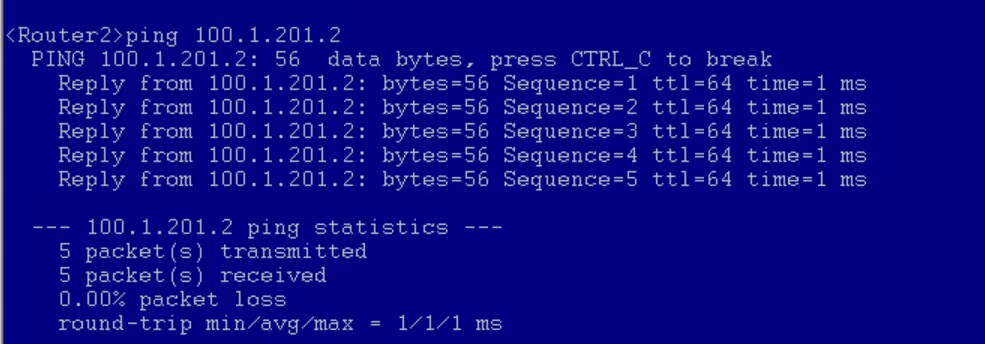 <Router2>ping 100.1.201.2
PING 100.1.201.2: 56  data bytes, press CTRL_C to break
Reply from 100.1.201.2: bytes=56 Sequence=1 ttl=64 time=1 ms
Reply from 100.1.201.2: bytes=56 Sequence=2 ttl=64 time=1 ms
Reply from 100.1.201.2: bytes=56 Sequence=3 ttl=64 time=1 ms
Reply from 100.1.201.2: bytes=56 Sequence=4 ttl=64 time=1 ms
Reply from 100.1.201.2: bytes=56 Sequence=5 ttl=64 time=1 ms
--- 100.1.201.2 ping statistics ---
5 packet(s) transmitted
5 packet(s) received
0.00% packet loss
round-trip min/avg/max = 1/1/1 ms